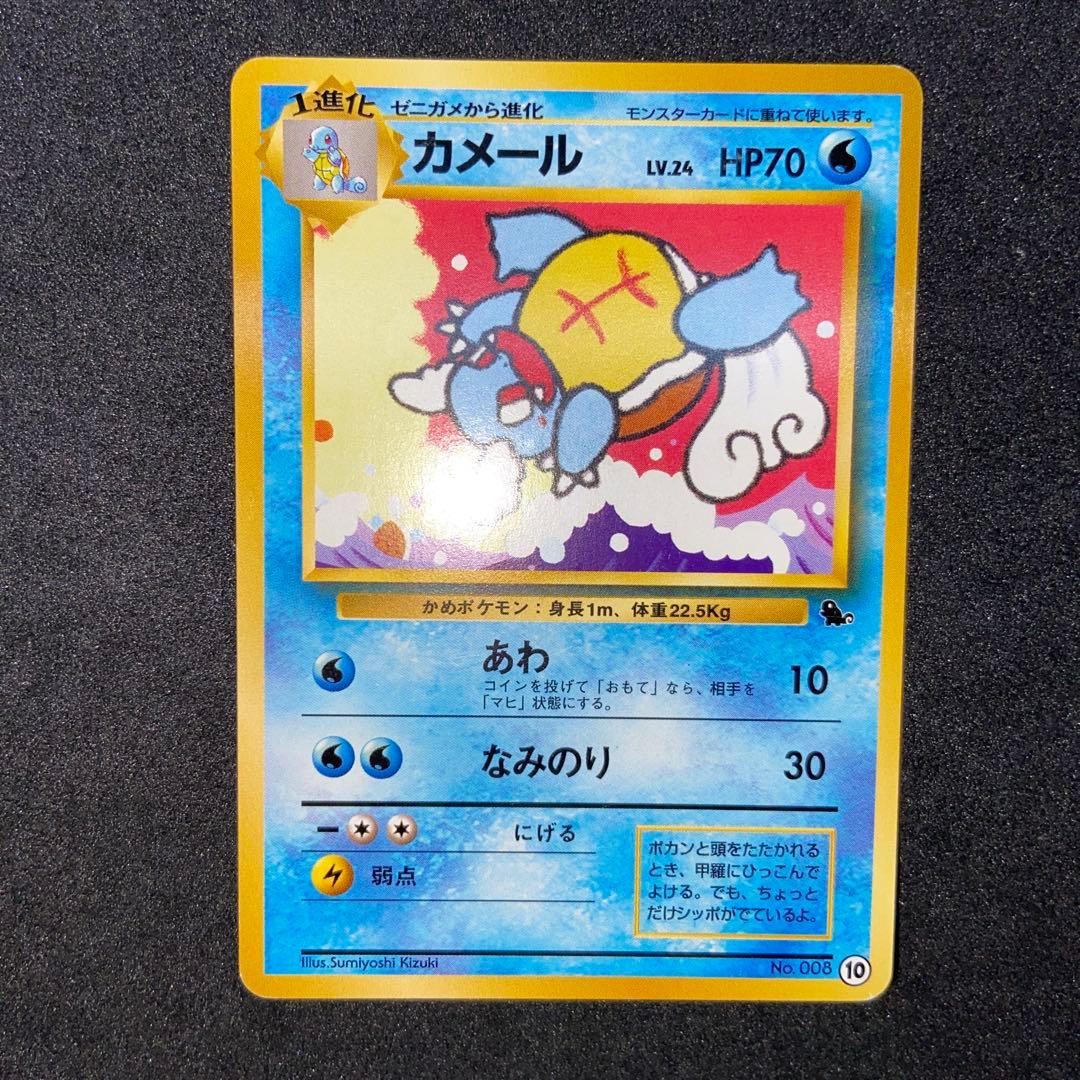 1進化
ゼニガメから進化
モンスターカードに重ねて使います。
カメール
LV.24
HP70
かめポケモン：身長1m、体重22.5Kg
あわ
10
コインを投げて「おもて」なら、相手を
「マヒ」状態にする。
なみのり
30
にげる
弱点
ポカンと頭をたたかれる
とき、甲羅にひっこんで
よける。でも、ちょっと
だけシッポがでているよ。
Illus.Sumiyoshi Kizuki
No. 008
10